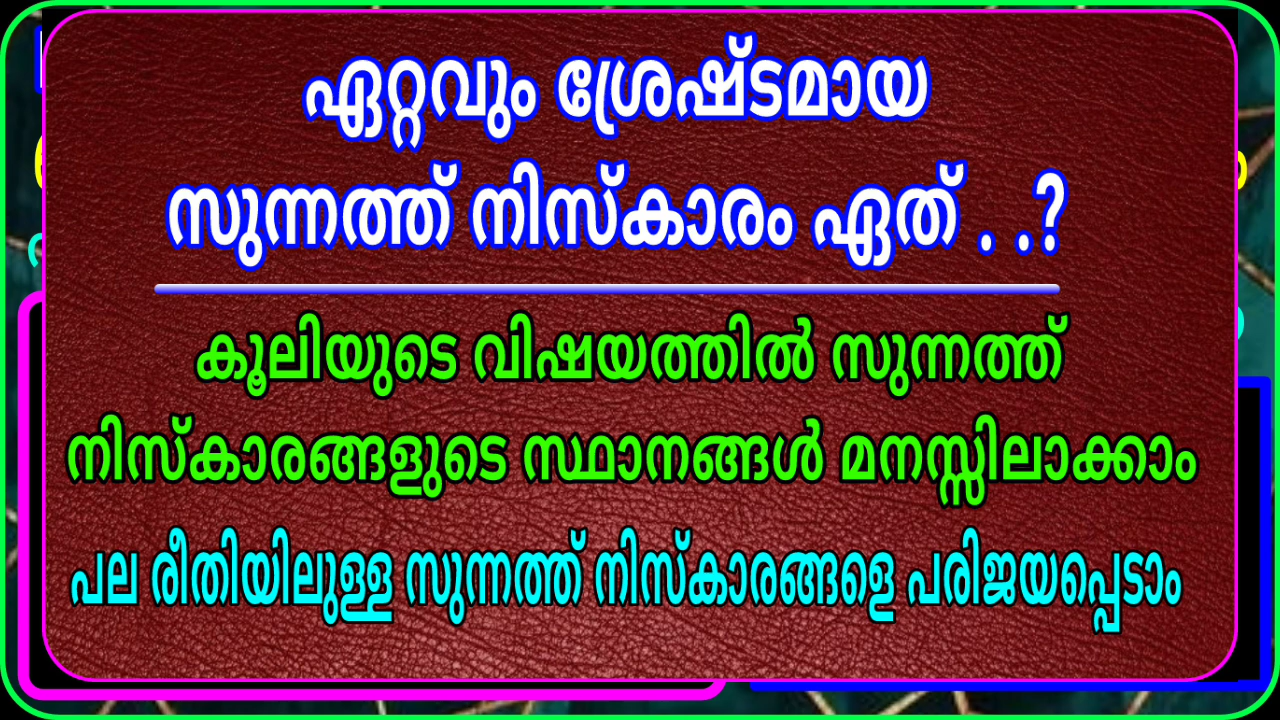 ഏറ്റവും ശ്രേഷ്ടമായ
സുന്നത്ത് നിസ്കാരം ഏത് . .?
കൂലിയുടെ വിഷയത്തിൽ സുന്നത്ത്
നിസ്കാരങ്ങളുടെ സ്ഥാനങ്ങൾ മനസ്സിലാക്കാം
പല രീതിയിലുള്ള സുന്നത്ത് നിസ്കാരങ്ങളെ പരിജയപ്പെടാം